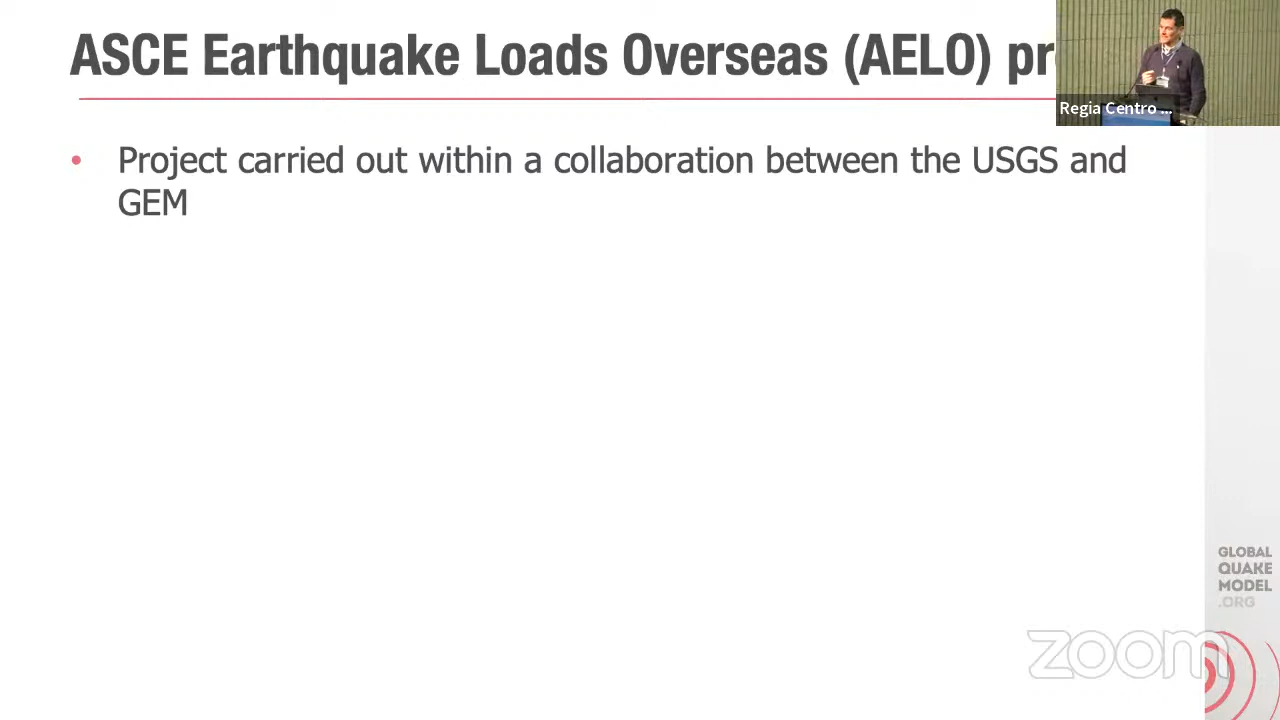 ASCE Earthquake Loads Overseas (AELO)
Regia Centro ...
• Project carried out within a collaboration between the USGS and
GEM
GLOBAL
QUAKE
MODEL
.ORG
zoom